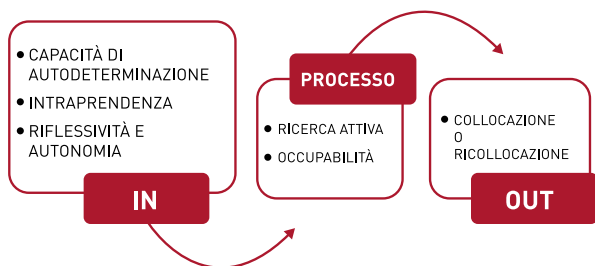 • CAPACITÀ DI
AUTODETERMINAZIONE
• INTRAPRENDENZA
• RIFLESSIVITÀ E
AUTONOMIA
IN
PROCESSO
• RICERCA ATTIVA
• OCCUPABILITÀ
• COLLOCAZIONE
O
RICOLLOCAZIONE
OUT